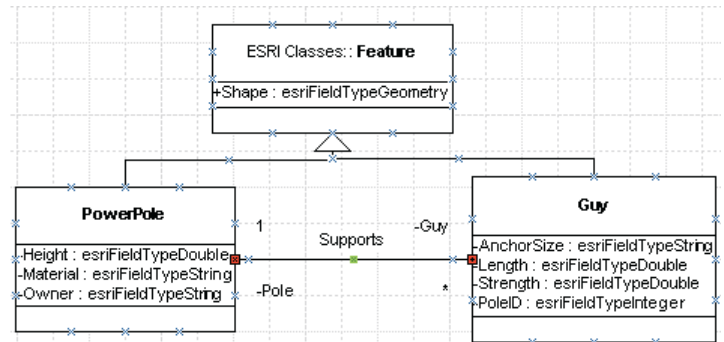 ESRI Classes:: Feature
+Shape : esriFieldTypeGeometry
PowerPole
-Height : esriFieldTypeDouble
-Material : esriFieldTypeString
-Owner : esriFieldTypeString
1
-Pole
Supports
-Guy
*
Guy
-AnchorSize : esriFieldTypeString
-Length : esriFieldTypeDouble
-Strength : esriFieldTypeDouble
-PoleID : esriFieldTypeInteger